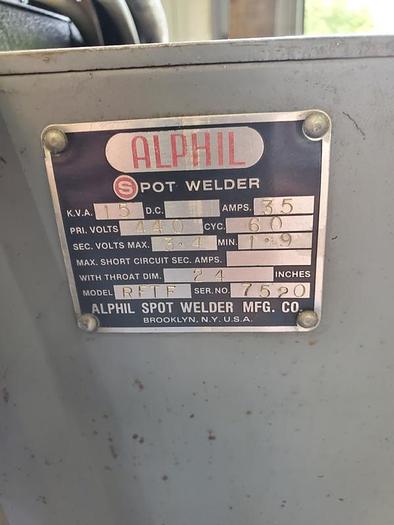 ALPHIL
SPOT WELDER
K.V.A. 15 D.C. AMPS. 35
PRI. VOLTS 440 CYC. 60
SEC. VOLTS MAX. 3.4 MIN. 1.9
MAX. SHORT CIRCUIT SEC. AMPS.
WITH THROAT DIM. 24 INCHES
MODEL RFTF SER. NO. 7520
ALPHIL SPOT WELDER MFG. CO.
BROOKLYN, N.Y. U.S.A.